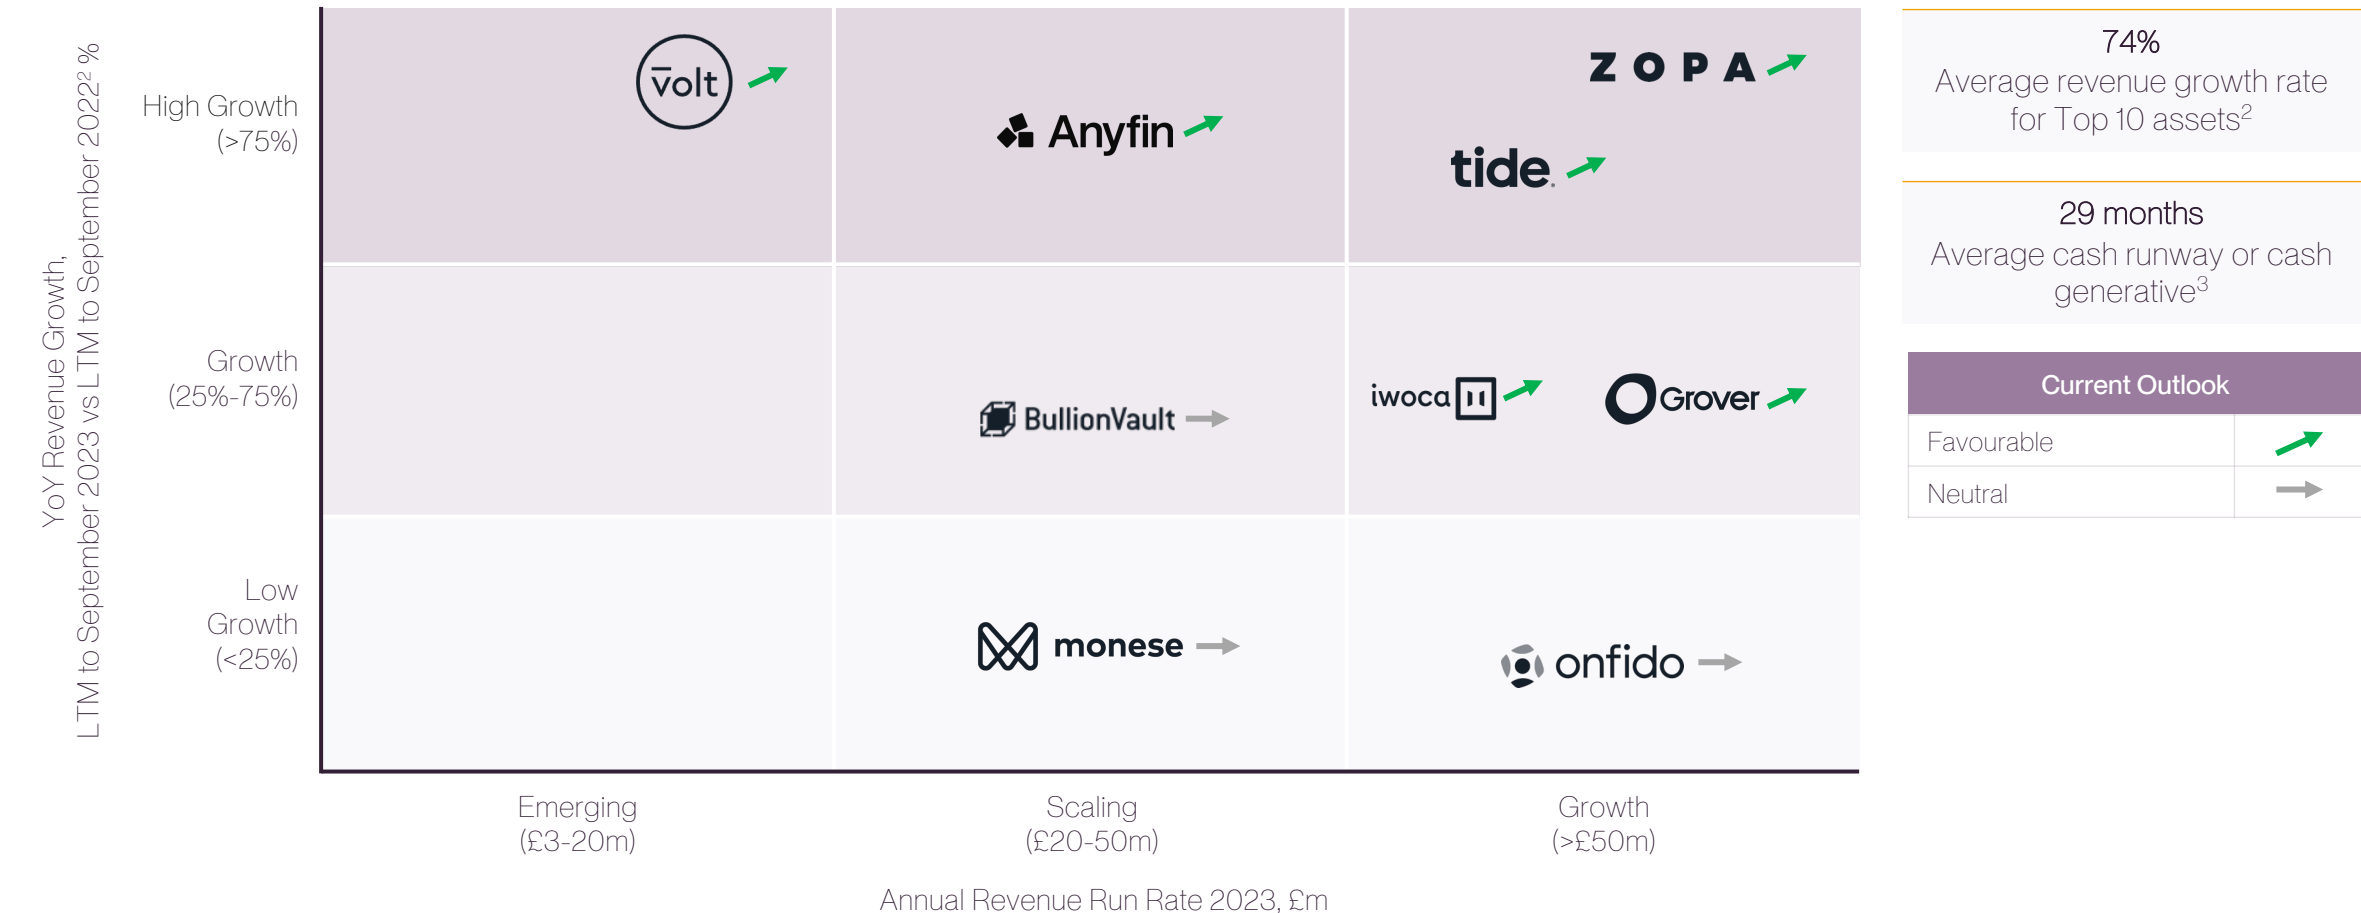 YoY Revenue Growth,
LTM to September 2023 vs LTM to September 2022² %
High Growth
(>75%)
Growth
(25%-75%)
Low
Growth
(<25%)
v̄olt
Anyfin
ZOPA
tide
BullionVault
iwoca
Grover
monese
onfido
Emerging
(£3-20m)
Scaling
(£20-50m)
Growth
(>£50m)
Annual Revenue Run Rate 2023, £m
74%
Average revenue growth rate
for Top 10 assets²
29 months
Average cash runway or cash
generative³
Current Outlook
Favourable
Neutral